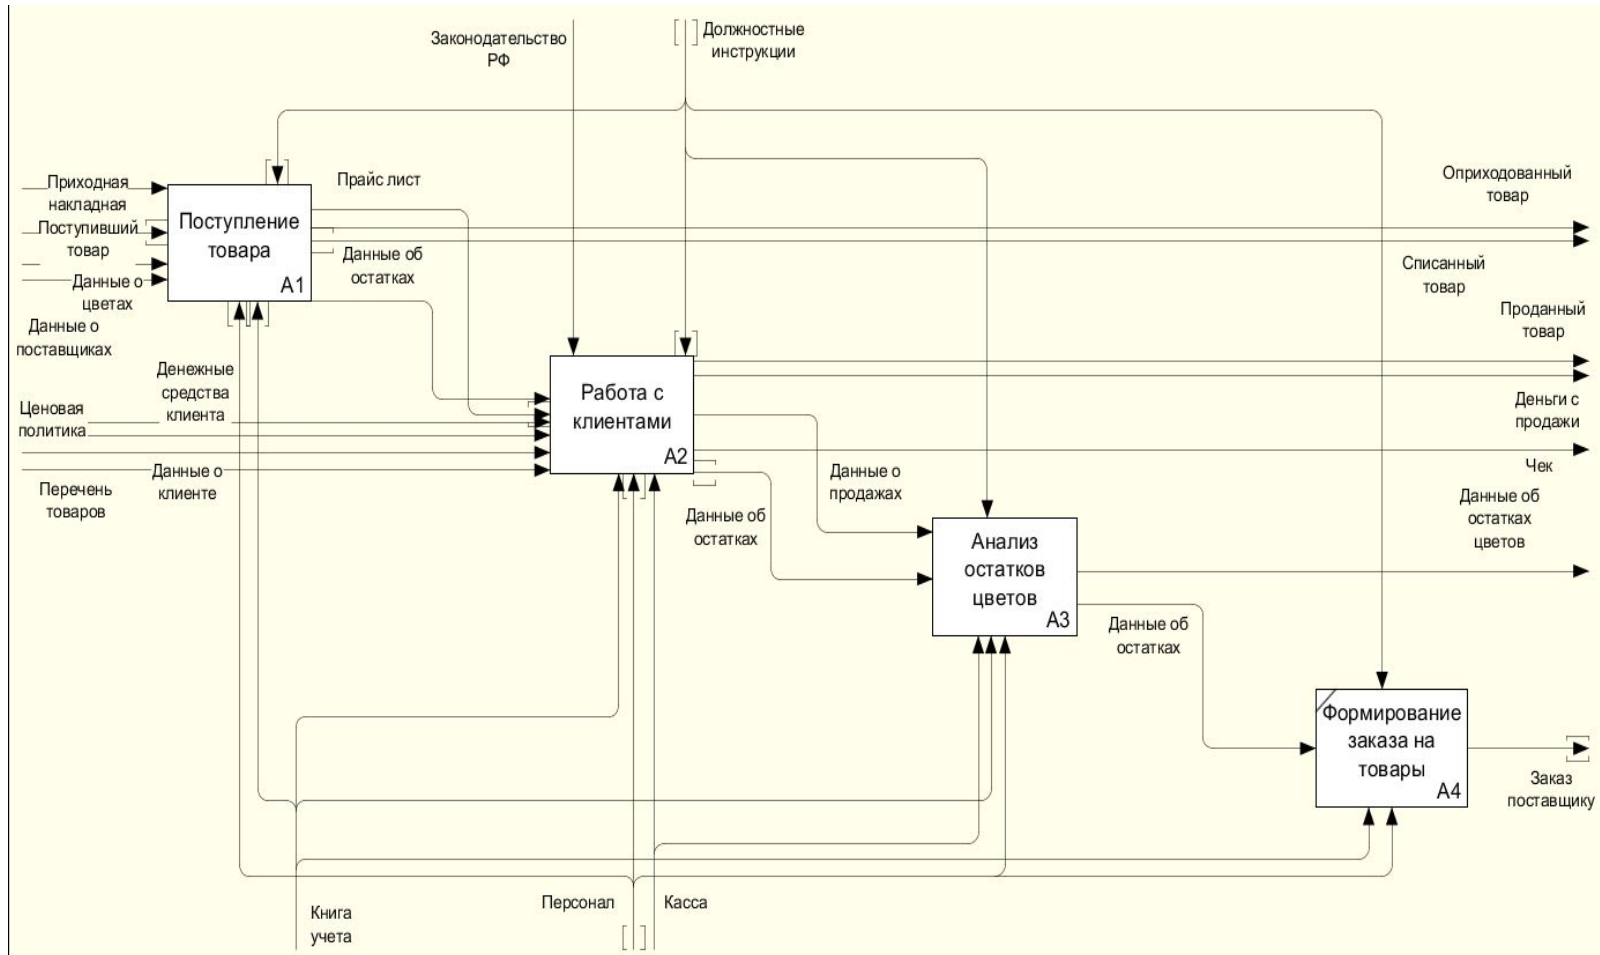 Законодательство
РФ
Должностные
инструкции
Приходная
накладная
Поступивший
товар
Данные о
цветах
Данные о
поставщиках
Поступление
товара
A1
Прайс лист
Данные об
остатках
Оприходованный
товар
Списанный
товар
Проданный
товар
Денежные
средства
клиента
Ценовая
политика
Данные о
клиенте
Перечень
товаров
Работа с
клиентами
A2
Деньги с
продажи
Чек
Данные о
продажах
Данные об
остатках
Данные об
остатках
цветов
Анализ
остатков
цветов
A3
Данные об
остатках
Формирование
заказа на
товары
A4
Заказ
поставщику
Книга
учета
Персонал
Касса